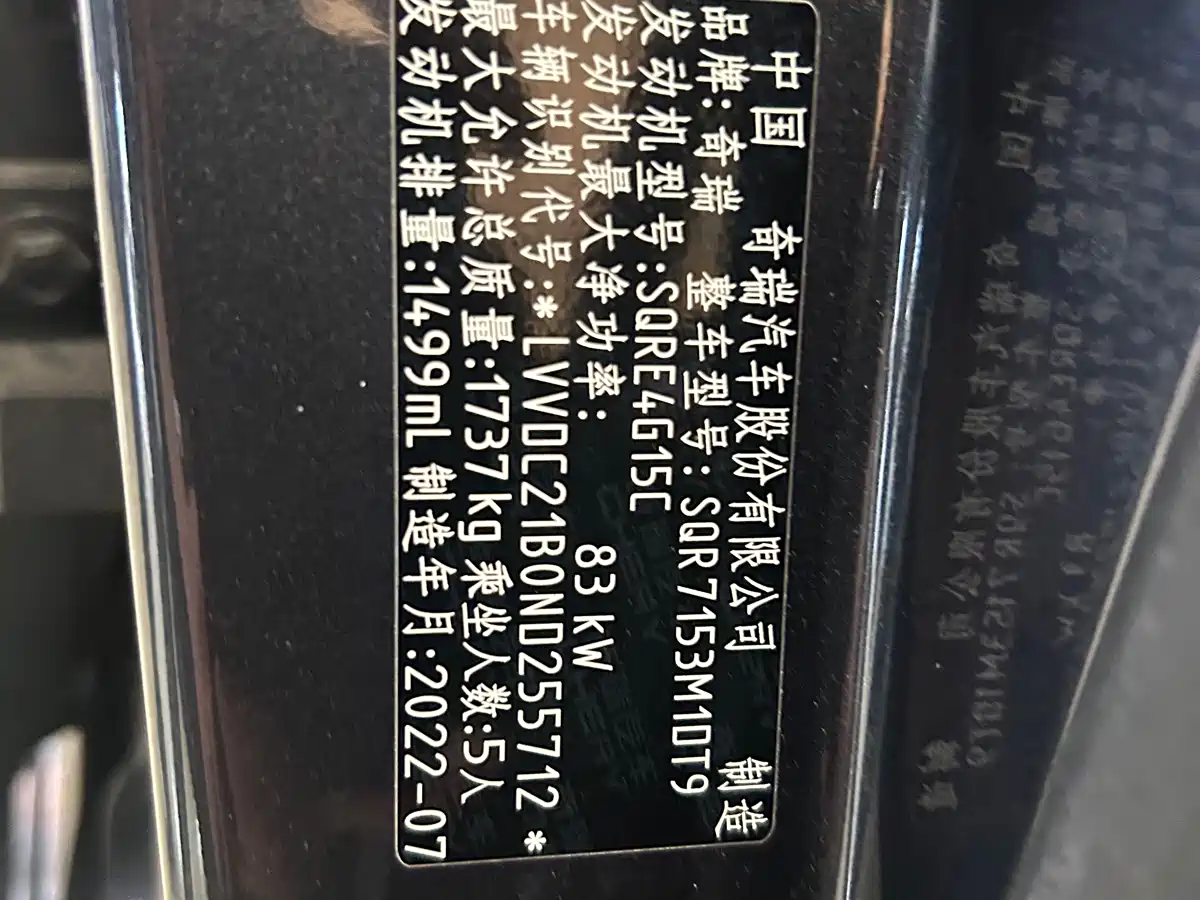 中国 奇瑞汽车股份有限公司 制造
品牌:奇瑞 整车型号:SQR7153M1DT9
发动机型号:SQRE4G15C
发动机最大净功率: 83 kW
车辆识别代号:*LVVDC21B0ND255712*
最大允许总质量:1737kg 乘坐人数:5人
发动机排量:1499mL 制造年月:2022-07